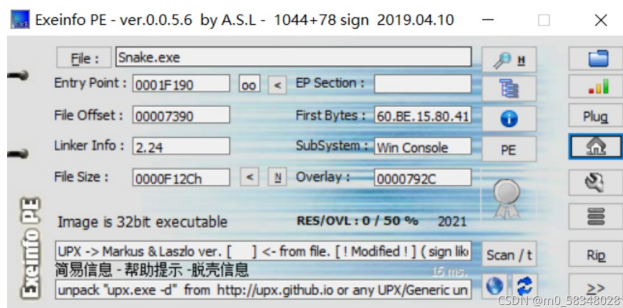 Exeinfo PE - ver.0.0.5.6 by A.S.L - 1044+78 sign 2019.04.10
File : Snake.exe H
Entry Point : 0001F190 oo < EP Section :
File Offset : 00007390 First Bytes : 60.BE.15.80.41 Plug
Linker Info : 2.24 SubSystem : Win Console PE
File Size : 0000F12Ch < N Overlay : 0000792C
Image is 32bit executable RES/OVL : 0 / 50 % 2021
UPX -> Markus & Laszlo ver. [ ] <- from file. [ ! Modified ! ] ( sign lik Scan / t Rip
简易信息 - 帮助提示 - 脱壳信息 15 ms.
unpack "upx.exe -d" from http://upx.github.io or any UPX/Generic un >>
Exeinfo PE
CSDN @m0_58348028